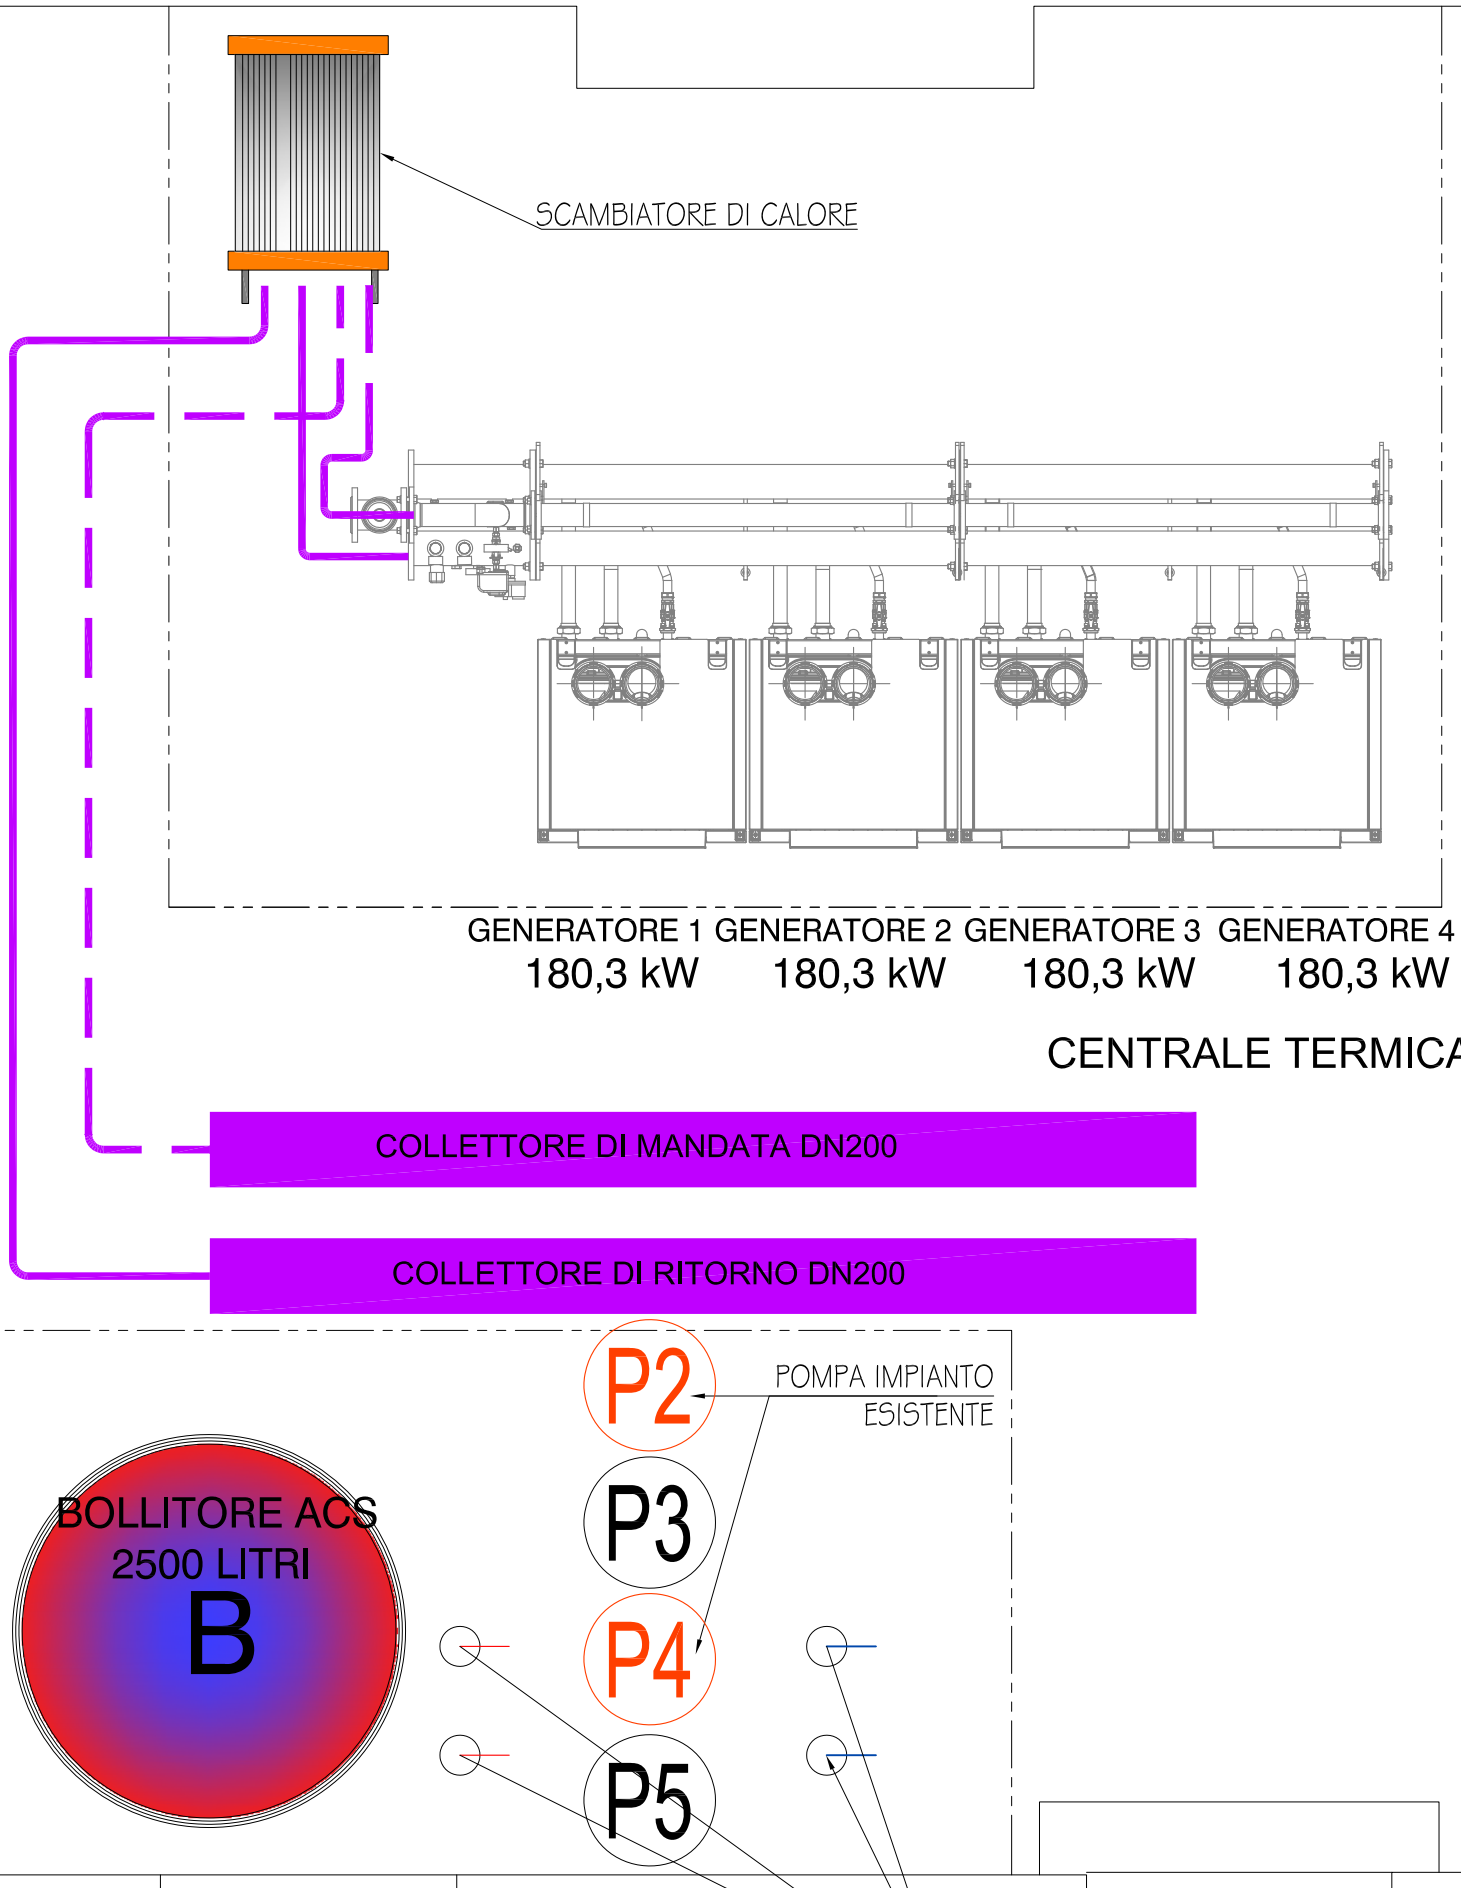 SCAMBIATORE DI CALORE
GENERATORE 1 GENERATORE 2 GENERATORE 3 GENERATORE 4
180,3 kW 180,3 kW 180,3 kW 180,3 kW
CENTRALE TERMICA
COLLETTORE DI MANDATA DN200
COLLETTORE DI RITORNO DN200
P2
POMPA IMPIANTO
ESISTENTE
P3
BOLLITORE ACS
2500 LITRI
B
P4
P5